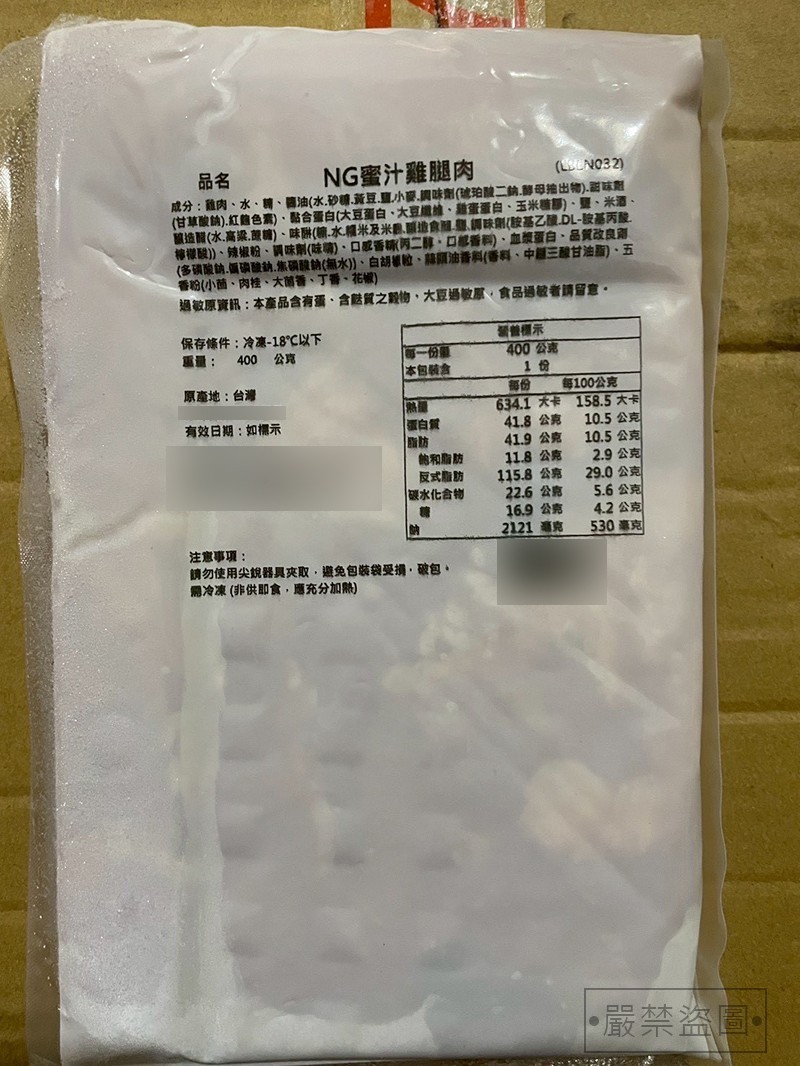 品名
NG蜜汁雞腿肉
成分：雞肉、水、糖、醬油(水.砂糖.黃豆.鹽.小麥.調味劑(琥珀酸二鈉.酵母抽出物).甜味劑
(甘草酸鈉).紅麴色素)、黏合蛋白(大豆蛋白、大豆纖維、雞蛋蛋白、玉米糖膠)、鹽、米酒、
釀造醋(水.高粱.蔗糖)、味醂(糖.水.糯米及米麴.釀造食醋.鹽.調味劑(胺基乙酸.DL-胺基丙酸.
檸檬酸))、辣椒粉、調味劑(味精)、口感香味(丙二醇．口感香料)、血漿蛋白、品質改良劑
(多磷酸鈉.偏磷酸鈉.焦磷酸鈉(無水))、白胡椒粒、蒜頭油香料(香料、中鏈三酸甘油脂)、五
香粉(小茴、肉桂、大茴香、丁香、花椒)
過敏原資訊：本產品含有蛋、含麩質之穀物，大豆過敏原，食品過敏者請留意。
保存條件：冷凍-18℃以下
重量： 400 公克
原產地：台灣
有效日期：如標示
營養標示
每一份量 400 公克
本包裝含 1 份
每份 每100公克
熱量 634.1 大卡 158.5 大卡
蛋白質 41.8 公克 10.5 公克
脂肪 41.9 公克 10.5 公克
飽和脂肪 11.8 公克 2.9 公克
反式脂肪 115.8 公克 29.0 公克
碳水化合物 22.6 公克 5.6 公克
糖 16.9 公克 4.2 公克
鈉 2121 毫克 530 毫克
注意事項：
請勿使用尖銳器具夾取，避免包裝袋受損，破包。
需冷凍 (非供即食，應充分加熱)
•嚴禁盜圖•